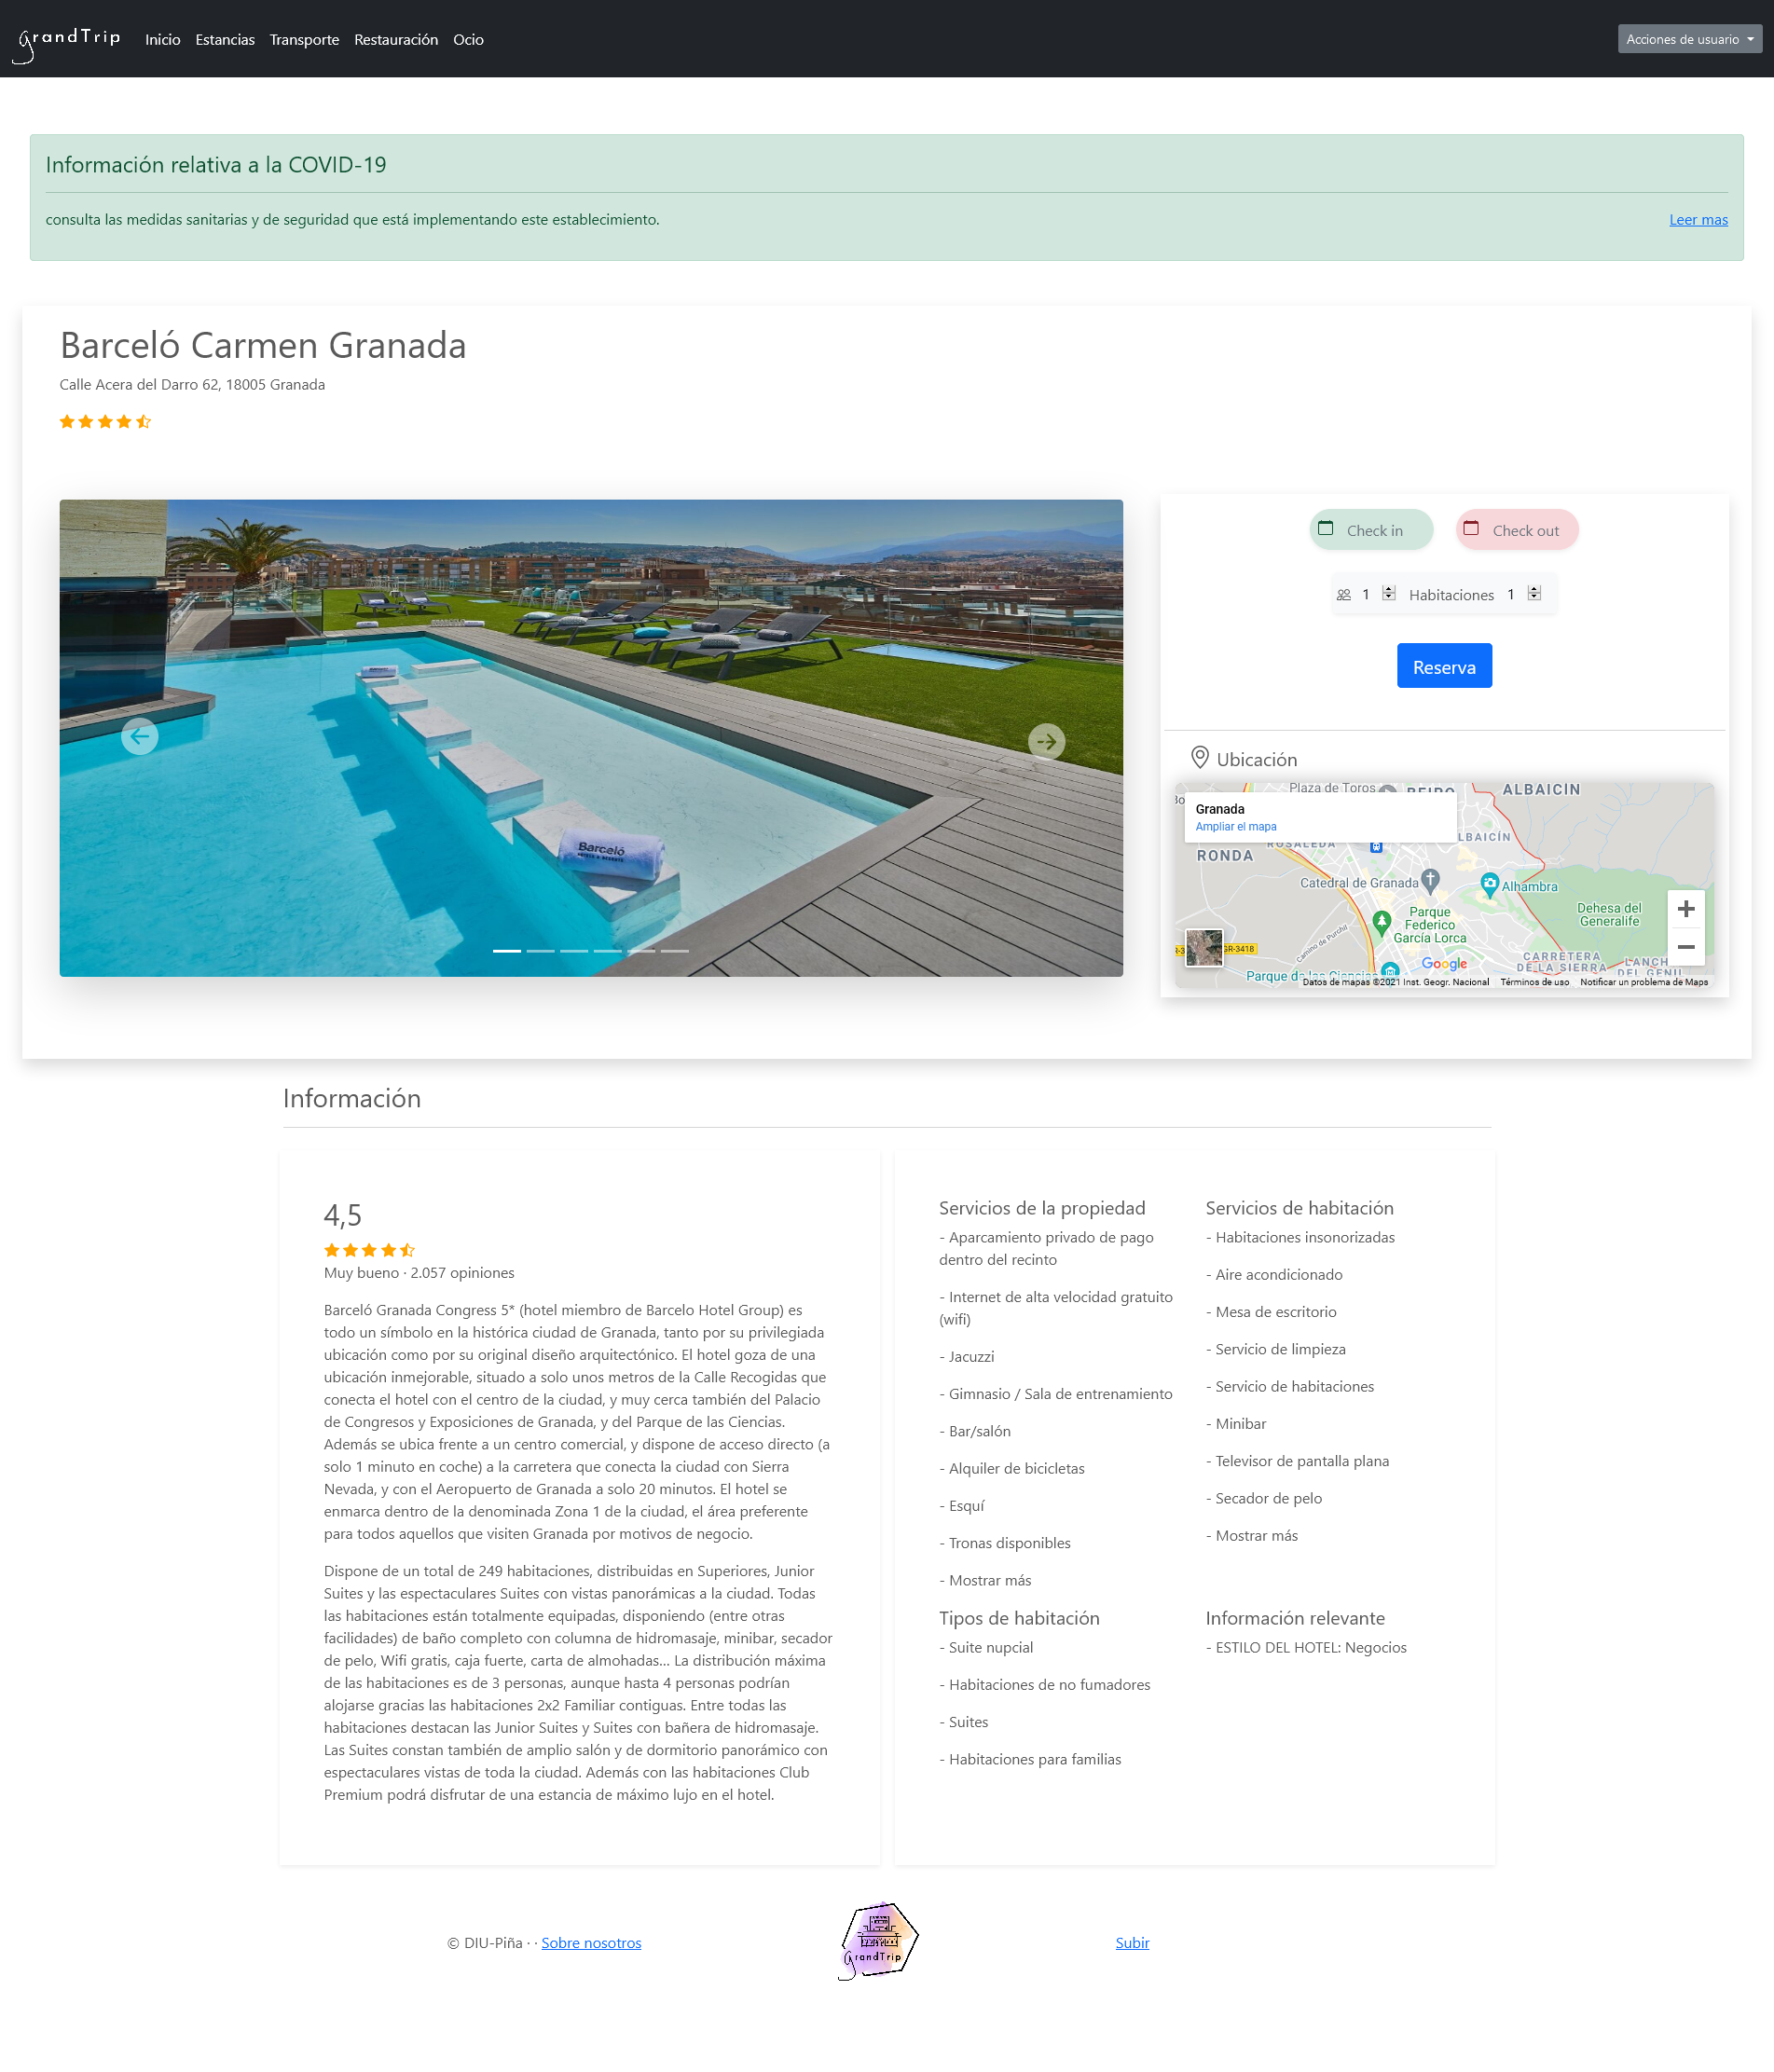 grandTrip
Inicio Estancias Transporte Restauración Ocio
Acciones de usuario
Información relativa a la COVID-19
consulta las medidas sanitarias y de seguridad que está implementando este establecimiento.
Leer mas
Barceló Carmen Granada
Calle Acera del Darro 62, 18005 Granada
Barceló
Check in
Check out
1 Habitaciones 1
Reserva
Ubicación
Plaza de Toros
ALBAICÍN
Granada
Ampliar el mapa
ALBAICÍN
RONDA
Catedral de Granada
Alhambra
Parque
Federico
García Lorca
Dehesa del
Generalife
Camino de Purchil
GR-3418
Google
CARRETERA
DE LA SIERRA
Parque de las Ciencias
Datos de mapas ©2021 Inst. Geogr. Nacional Términos de uso Notificar un problema de Maps
Información
4,5
Muy bueno · 2.057 opiniones
Barceló Granada Congress 5* (hotel miembro de Barcelo Hotel Group) es
todo un símbolo en la histórica ciudad de Granada, tanto por su privilegiada
ubicación como por su original diseño arquitectónico. El hotel goza de una
ubicación inmejorable, situado a solo unos metros de la Calle Recogidas que
conecta el hotel con el centro de la ciudad, y muy cerca también del Palacio
de Congresos y Exposiciones de Granada, y del Parque de las Ciencias.
Además se ubica frente a un centro comercial, y dispone de acceso directo (a
solo 1 minuto en coche) a la carretera que conecta la ciudad con Sierra
Nevada, y con el Aeropuerto de Granada a solo 20 minutos. El hotel se
enmarca dentro de la denominada Zona 1 de la ciudad, el área preferente
para todos aquellos que visiten Granada por motivos de negocio.
Dispone de un total de 249 habitaciones, distribuidas en Superiores, Junior
Suites y las espectaculares Suites con vistas panorámicas a la ciudad. Todas
las habitaciones están totalmente equipadas, disponiendo (entre otras
facilidades) de baño completo con columna de hidromasaje, minibar, secador
de pelo, Wifi gratis, caja fuerte, carta de almohadas... La distribución máxima
de las habitaciones es de 3 personas, aunque hasta 4 personas podrían
alojarse gracias las habitaciones 2x2 Familiar contiguas. Entre todas las
habitaciones destacan las Junior Suites y Suites con bañera de hidromasaje.
Las Suites constan también de amplio salón y de dormitorio panorámico con
espectaculares vistas de toda la ciudad. Además con las habitaciones Club
Premium podrá disfrutar de una estancia de máximo lujo en el hotel.
Servicios de la propiedad
- Aparcamiento privado de pago
dentro del recinto
- Internet de alta velocidad gratuito
(wifi)
- Jacuzzi
- Gimnasio / Sala de entrenamiento
- Bar/salón
- Alquiler de bicicletas
- Esquí
- Tronas disponibles
- Mostrar más
Servicios de habitación
- Habitaciones insonorizadas
- Aire acondicionado
- Mesa de escritorio
- Servicio de limpieza
- Servicio de habitaciones
- Minibar
- Televisor de pantalla plana
- Secador de pelo
- Mostrar más
Tipos de habitación
- Suite nupcial
- Habitaciones de no fumadores
- Suites
- Habitaciones para familias
Información relevante
- ESTILO DEL HOTEL: Negocios
© DIU-Piña · · Sobre nosotros
grandTrip
Subir